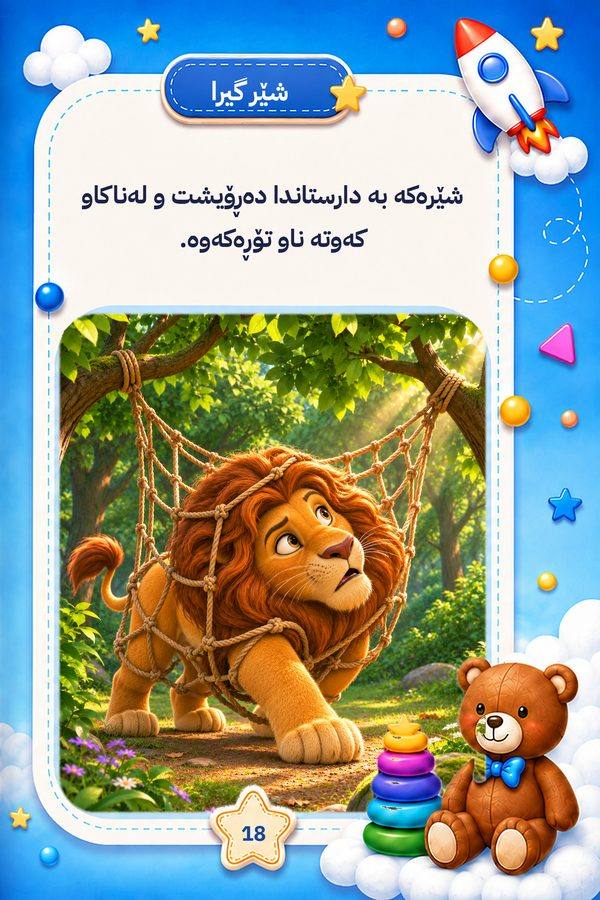 شێر گیرا
شێرەکە بە دارستاندا دەڕۆیشت و لەناکاو
کەوتە ناو تۆڕەکەوە.
18